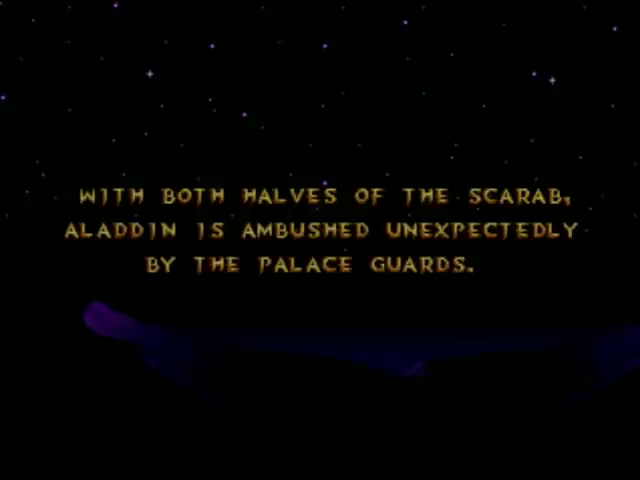 WITH BOTH HALVES OF THE SCARAB,
ALADDIN IS AMBUSHED UNEXPECTEDLY
BY THE PALACE GUARDS.